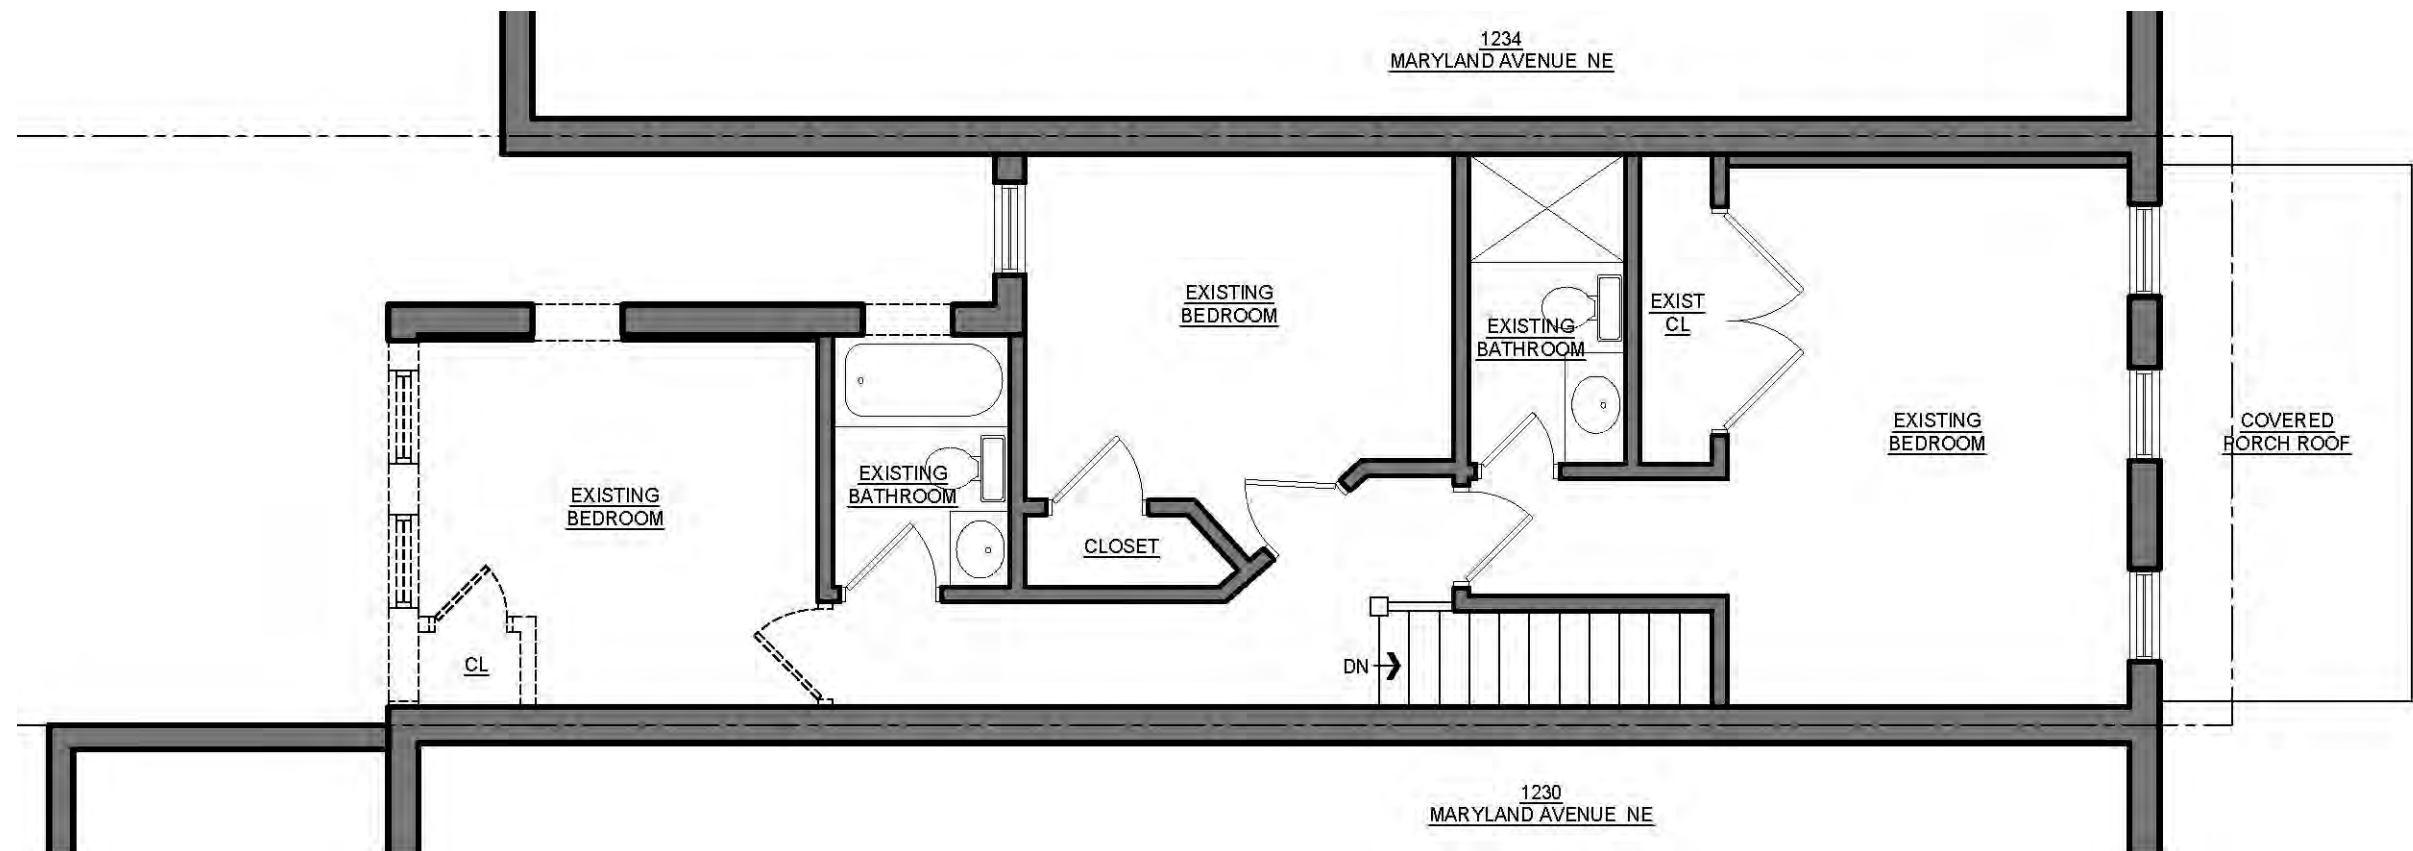 1234
MARYLAND AVENUE NE
EXISTING
BEDROOM
EXISTING
BATHROOM
EXIST
CL
EXISTING
BEDROOM
COVERED
PORCH ROOF
EXISTING
BEDROOM
EXISTING
BATHROOM
CLOSET
CL
DN
1230
MARYLAND AVENUE NE